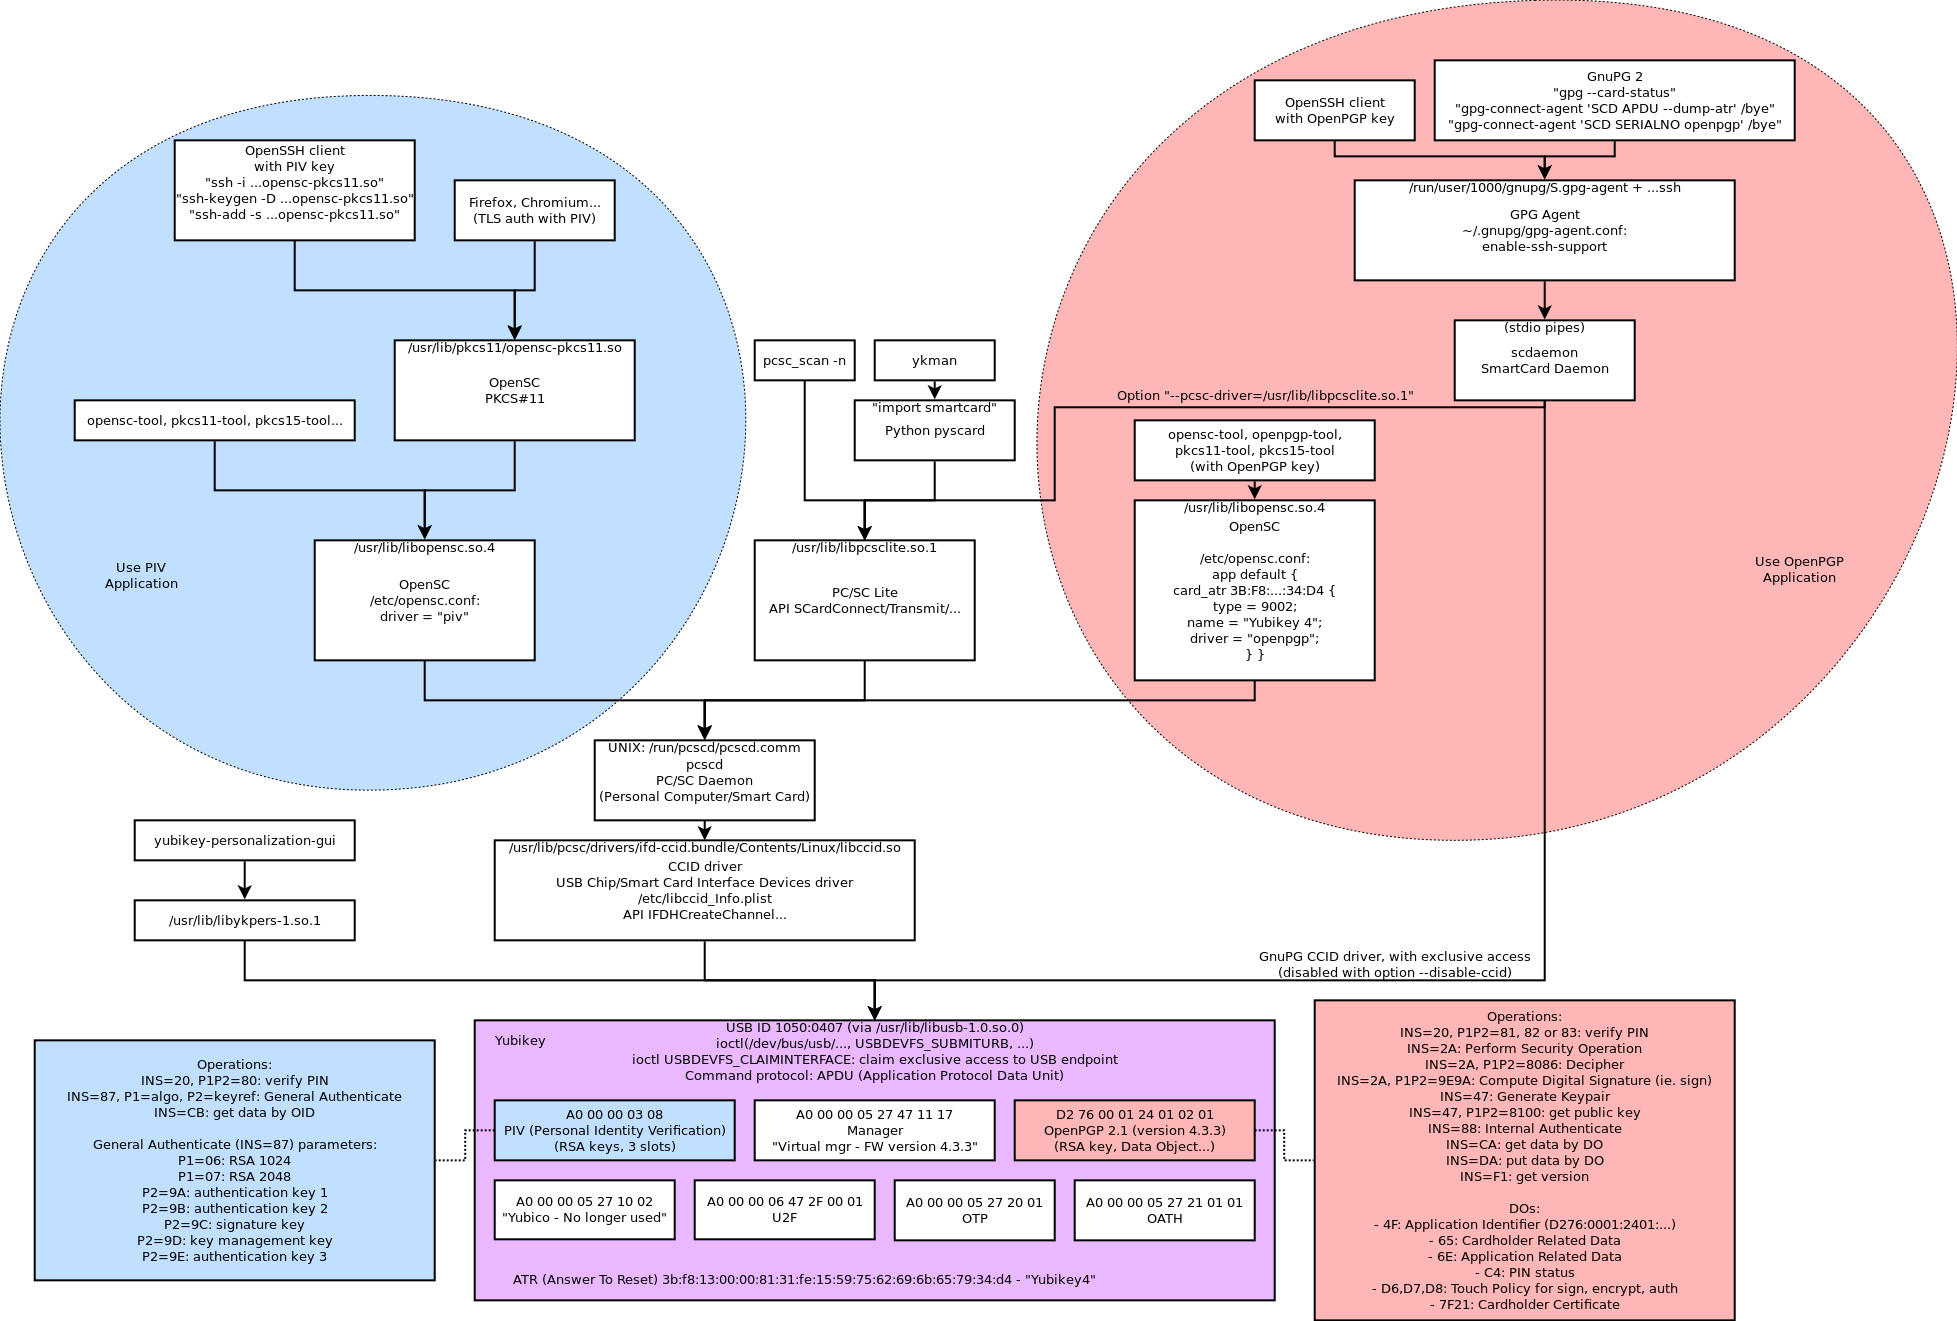 OpenSSH client
with OpenPGP key
GnuPG 2
"gpg --card-status"
"gpg-connect-agent 'SCD APDU --dump-atr' /bye"
"gpg-connect-agent 'SCD SERIALNO openpgp' /bye"
OpenSSH client
with PIV key
"ssh -i ...opensc-pkcs11.so"
"ssh-keygen -D ...opensc-pkcs11.so"
"ssh-add -s ...opensc-pkcs11.so"
Firefox, Chromium...
(TLS auth with PIV)
/run/user/1000/gnupg/S.gpg-agent + ...ssh
GPG Agent
~/.gnupg/gpg-agent.conf:
enable-ssh-support
(stdio pipes)
scdaemon
SmartCard Daemon
/usr/lib/pkcs11/opensc-pkcs11.so
OpenSC
PKCS#11
pcsc_scan -n
ykman
"import smartcard"
Python pyscard
Option "--pcsc-driver=/usr/lib/libpcsclite.so.1"
opensc-tool, pkcs11-tool, pkcs15-tool...
opensc-tool, openpgp-tool,
pkcs11-tool, pkcs15-tool
(with OpenPGP key)
/usr/lib/libopensc.so.4
OpenSC
/etc/opensc.conf:
app default {
card_atr 3B:F8:...:34:D4 {
type = 9002;
name = "Yubikey 4";
driver = "openpgp";
} }
Use PIV
Application
/usr/lib/libopensc.so.4
OpenSC
/etc/opensc.conf:
driver = "piv"
/usr/lib/libpcsclite.so.1
PC/SC Lite
API SCardConnect/Transmit/...
Use OpenPGP
Application
UNIX: /run/pcscd/pcscd.comm
pcscd
PC/SC Daemon
(Personal Computer/Smart Card)
yubikey-personalization-gui
/usr/lib/libykpers-1.so.1
/usr/lib/pcsc/drivers/ifd-ccid.bundle/Contents/Linux/libccid.so
CCID driver
USB Chip/Smart Card Interface Devices driver
/etc/libccid_Info.plist
API IFDHCreateChannel...
GnuPG CCID driver, with exclusive access
(disabled with option --disable-ccid)
Operations:
INS=20, P1P2=80: verify PIN
INS=87, P1=algo, P2=keyref: General Authenticate
INS=CB: get data by OID
General Authenticate (INS=87) parameters:
P1=06: RSA 1024
P1=07: RSA 2048
P2=9A: authentication key 1
P2=9B: authentication key 2
P2=9C: signature key
P2=9D: key management key
P2=9E: authentication key 3
Yubikey
USB ID 1050:0407 (via /usr/lib/libusb-1.0.so.0)
ioctl(/dev/bus/usb/..., USBDEVFS_SUBMITURB, ...)
ioctl USBDEVFS_CLAIMINTERFACE: claim exclusive access to USB endpoint
Command protocol: APDU (Application Protocol Data Unit)
A0 00 00 03 08
PIV (Personal Identity Verification)
(RSA keys, 3 slots)
A0 00 00 05 27 47 11 17
Manager
"Virtual mgr - FW version 4.3.3"
D2 76 00 01 24 01 02 01
OpenPGP 2.1 (version 4.3.3)
(RSA key, Data Object...)
A0 00 00 05 27 10 02
"Yubico - No longer used"
A0 00 00 06 47 2F 00 01
U2F
A0 00 00 05 27 20 01
OTP
A0 00 00 05 27 21 01 01
OATH
ATR (Answer To Reset) 3b:f8:13:00:00:81:31:fe:15:59:75:62:69:6b:65:79:34:d4 - "Yubikey4"
Operations:
INS=20, P1P2=81, 82 or 83: verify PIN
INS=2A: Perform Security Operation
INS=2A, P1P2=8086: Decipher
INS=2A, P1P2=9E9A: Compute Digital Signature (ie. sign)
INS=47: Generate Keypair
INS=47, P1P2=8100: get public key
INS=88: Internal Authenticate
INS=CA: get data by DO
INS=DA: put data by DO
INS=F1: get version
DOs:
- 4F: Application Identifier (D276:0001:2401:...)
- 65: Cardholder Related Data
- 6E: Application Related Data
- C4: PIN status
- D6,D7,D8: Touch Policy for sign, encrypt, auth
- 7F21: Cardholder Certificate